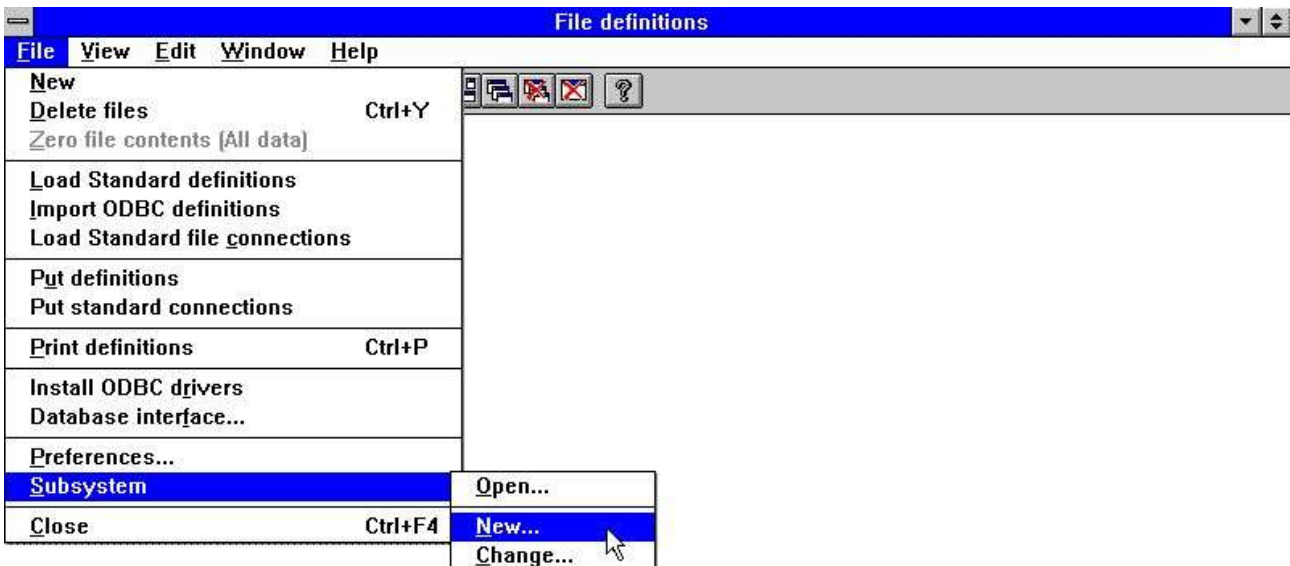 File definitions
File View Edit Window Help
New
Delete files Ctrl+Y
Zero file contents (All data)
Load Standard definitions
Import ODBC definitions
Load Standard file connections
Put definitions
Put standard connections
Print definitions Ctrl+P
Install ODBC drivers
Database interface...
Preferences...
Subsystem
Open...
Close Ctrl+F4
New...
Change...